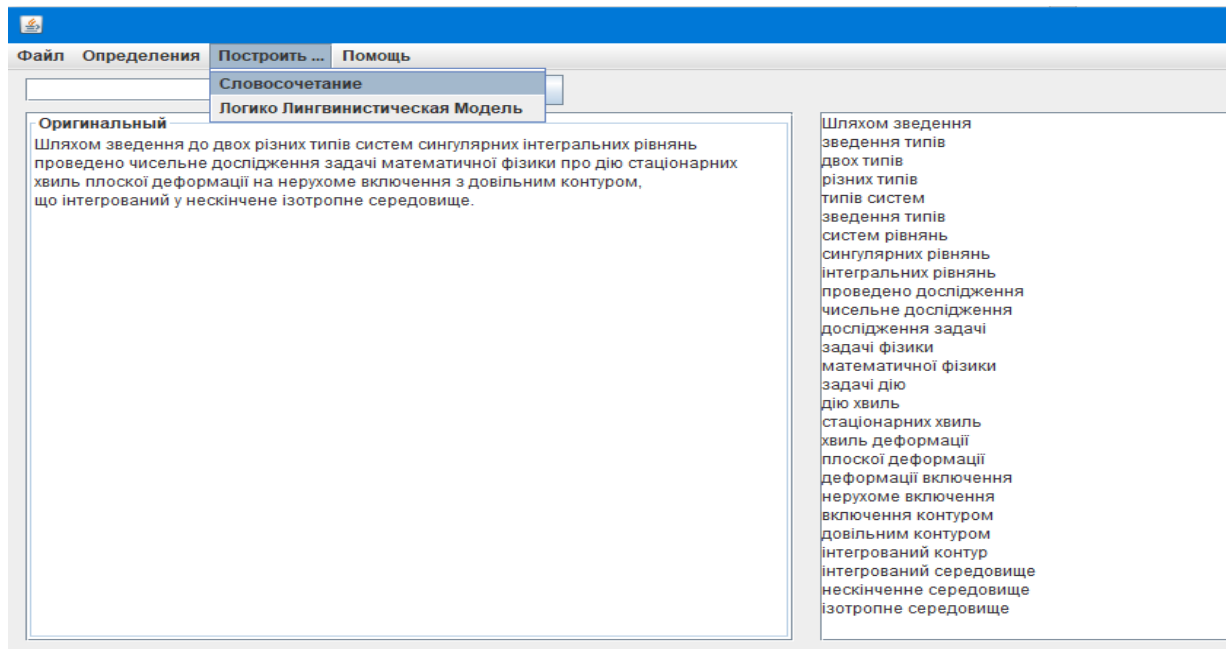 Файл Определения Построить ... Помощь
Словосочетание
Логико Лингвинистическая Модель
Оригинальный
Шляхом зведення до двох різних типів систем сингулярних інтегральних рівнянь
проведено чисельне дослідження задачі математичної фізики про дію стаціонарних
хвиль плоскої деформації на нерухоме включення з довільним контуром,
що інтегрований у нескінчене ізотропне середовище.
Шляхом зведення
зведення типів
двох типів
різних типів
типів систем
зведення типів
систем рівнянь
сингулярних рівнянь
інтегральних рівнянь
проведено дослідження
чисельне дослідження
дослідження задачі
задачі фізики
математичної фізики
задачі дію
дію хвиль
стаціонарних хвиль
хвиль деформації
плоскої деформації
деформації включення
нерухоме включення
включення контуром
довільним контуром
інтегрований контур
інтегрований середовище
нескінченне середовище
ізотропне середовище